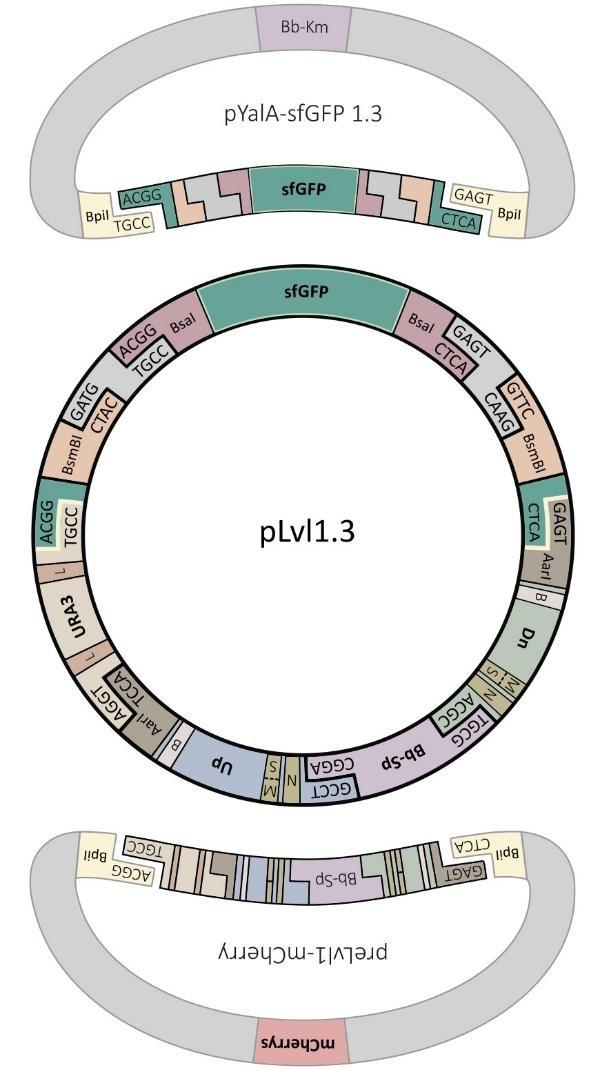 Bb-Km
pYalA-sfGFP 1.3
BpiI
ACGG
TGCC
sfGFP
GAGT
CTCA
BpiI
sfGFP
BsaI
ACGG
TGCC
GATG
CTAC
BsmBI
ACGG
TGCC
L
URA3
L
AGGT
TCCA
AarI
B
Up
S
M
N
GCCT
CGGA
Bb-Sp
TGCG
ACGC
N
M
S
Dn
B
AarI
GAGT
CTCA
BsmBI
GTTC
CAAG
GAGT
CTCA
BsaI
pLvl1.3
BpiI
TGCC
ACGG
Bb-Sp
CTCA
GAGT
BpiI
preLvl1-mCherry
mCherrys